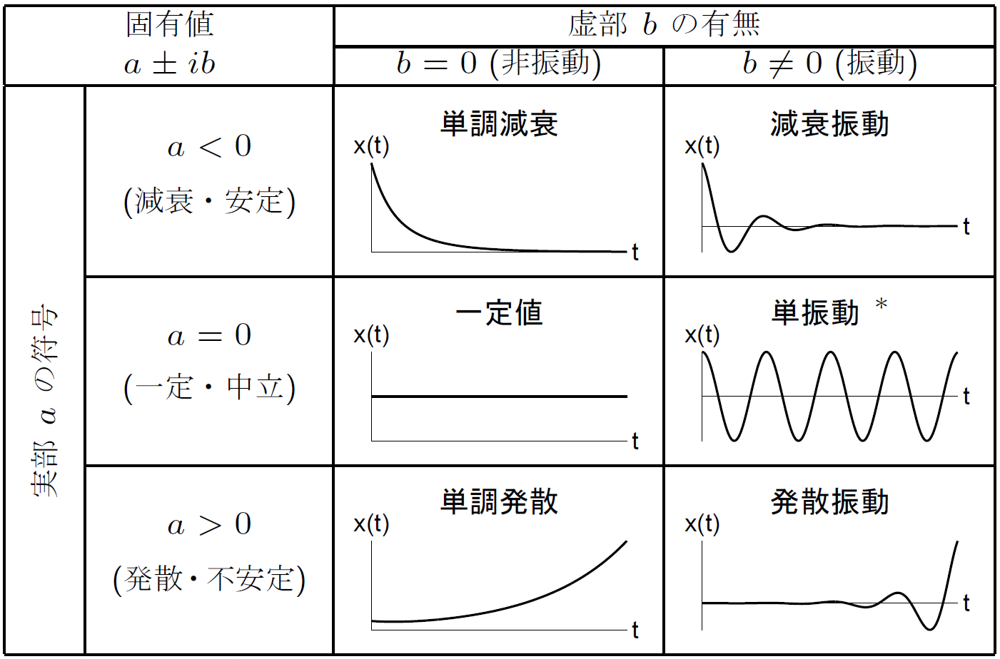 固有値
a ± ib
虚部 b の有無
b = 0 (非振動)
b ≠ 0 (振動)
実部 a の符号
a < 0
(減衰・安定)
単調減衰
x(t)
t
減衰振動
x(t)
t
a = 0
(一定・中立)
一定値
x(t)
t
単振動 *
x(t)
t
a > 0
(発散・不安定)
単調発散
x(t)
t
発散振動
x(t)
t